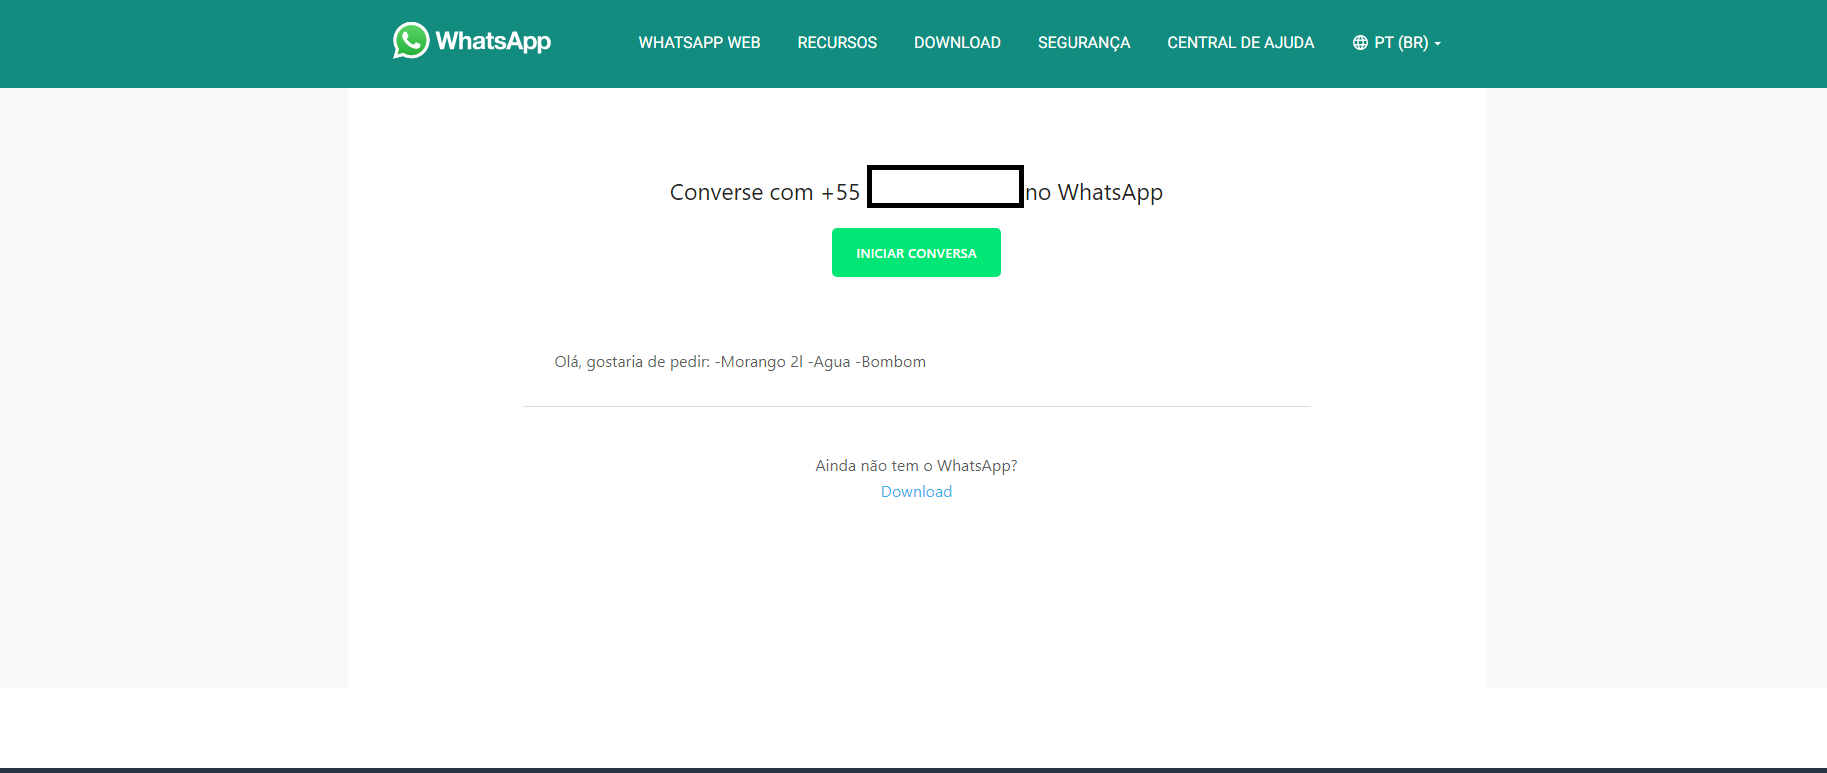 WhatsApp
WHATSAPP WEB
RECURSOS
DOWNLOAD
SEGURANÇA
CENTRAL DE AJUDA
PT (BR)
Converse com +55 no WhatsApp
INICIAR CONVERSA
Olá, gostaria de pedir: -Morango 2l -Agua -Bombom
Ainda não tem o WhatsApp?
Download